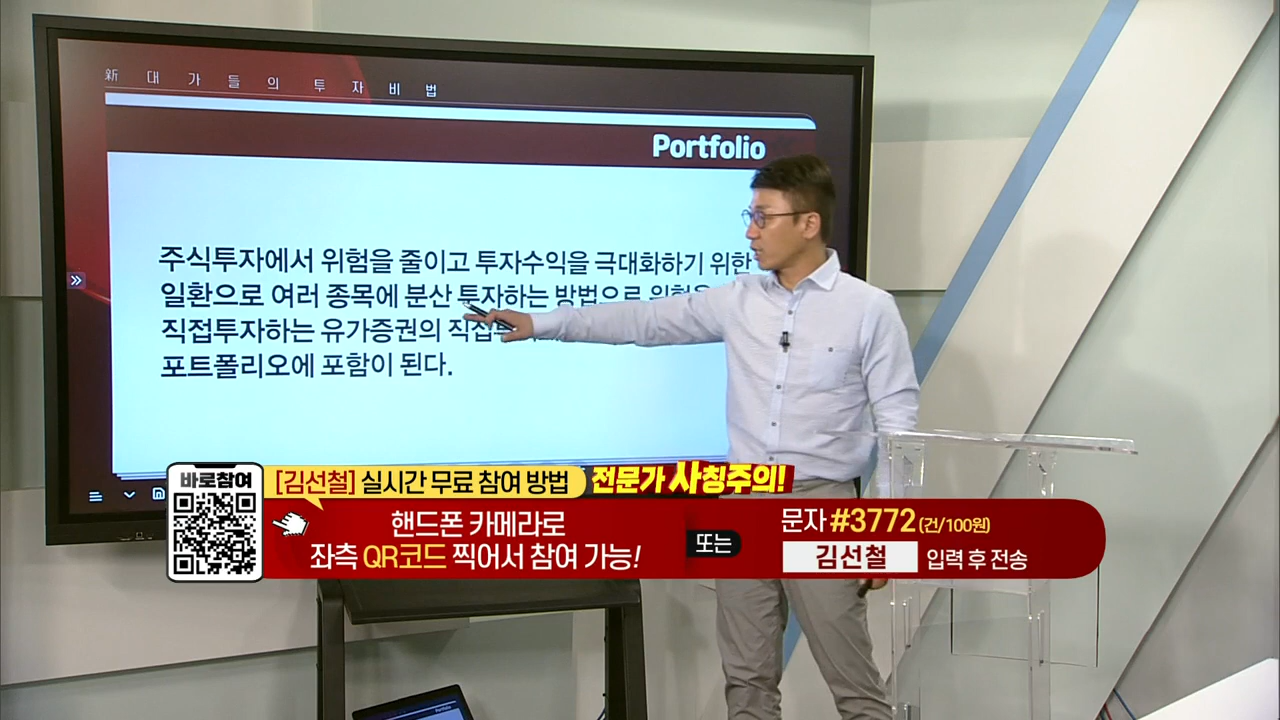 新 대 가 들 의 투 자 비 법
Portfolio
주식투자에서 위험을 줄이고 투자수익을 극대화하기 위한
일환으로 여러 종목에 분산 투자하는 방법으로
직접투자하는 유가증권의
포트폴리오에 포함이 된다.
바로참여
[김선철] 실시간 무료 참여 방법
전문가 사칭주의!
핸드폰 카메라로
좌측 QR코드 찍어서 참여 가능!
또는
문자 #3772 (건/100원)
김선철 입력 후 전송
Portfolio